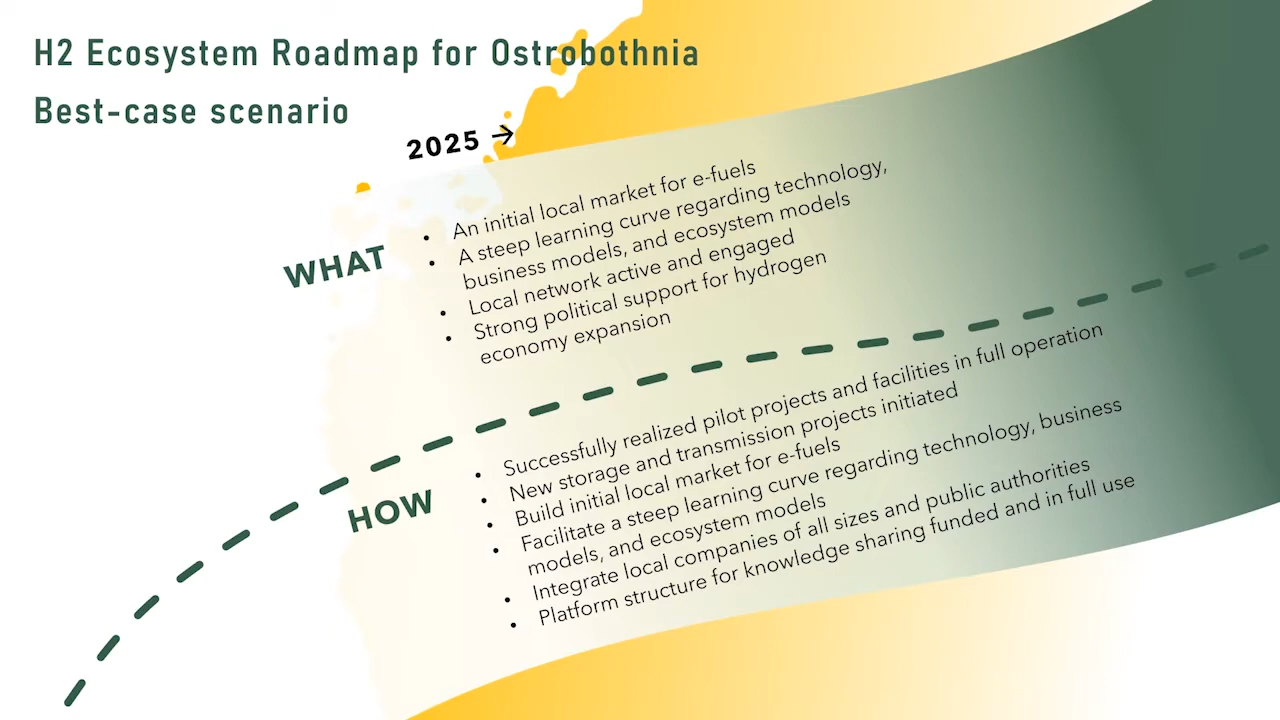 H2 Ecosystem Roadmap for Ostrobothnia
Best-case scenario
2025 →
WHAT
• An initial local market for e-fuels
• A steep learning curve regarding technology,
business models, and ecosystem models
• Local network active and engaged
• Strong political support for hydrogen
economy expansion
HOW
• Successfully realized pilot projects and facilities in full operation
• New storage and transmission projects initiated
• Build initial local market for e-fuels
• Facilitate a steep learning curve regarding technology, business
models, and ecosystem models
• Integrate local companies of all sizes and public authorities
• Platform structure for knowledge sharing funded and in full use